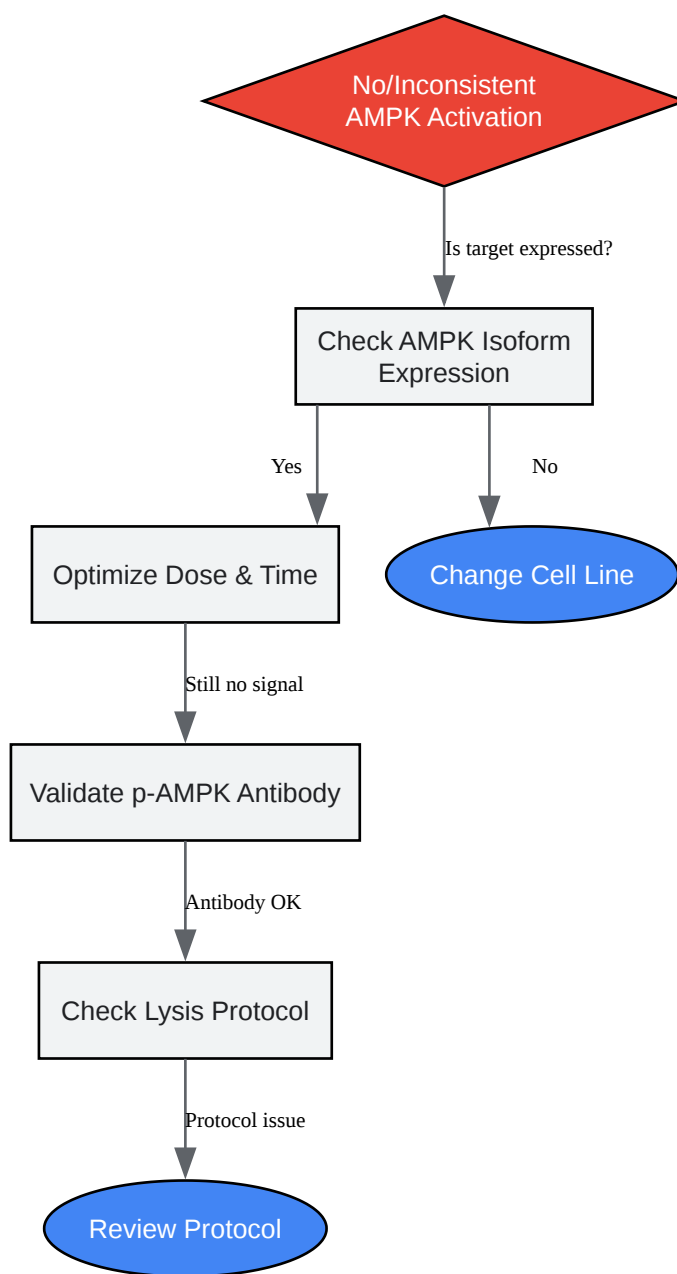 No/Inconsistent
AMPK Activation
Is target expressed?
Check AMPK Isoform
Expression
Yes
No
Optimize Dose & Time
Change Cell Line
Still no signal
Validate p-AMPK Antibody
Antibody OK
Check Lysis Protocol
Protocol issue
Review Protocol